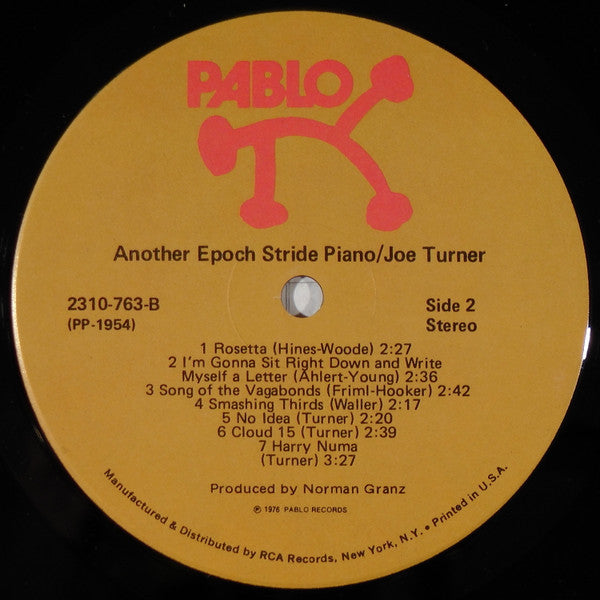 PABLO
Another Epoch Stride Piano/Joe Turner
2310-763-B
(PP-1954)
Side 2
Stereo
1 Rosetta (Hines-Woode) 2:27
2 I'm Gonna Sit Right Down and Write
Myself a Letter (Ahlert-Young) 2:36
3 Song of the Vagabonds (Friml-Hooker) 2:42
4 Smashing Thirds (Waller) 2:17
5 No Idea (Turner) 2:20
6 Cloud 15 (Turner) 2:39
7 Harry Numa
(Turner) 3:27
Produced by Norman Granz
℗ 1976 PABLO RECORDS
Manufactured & Distributed by RCA Records, New York, N.Y. • Printed in U.S.A.